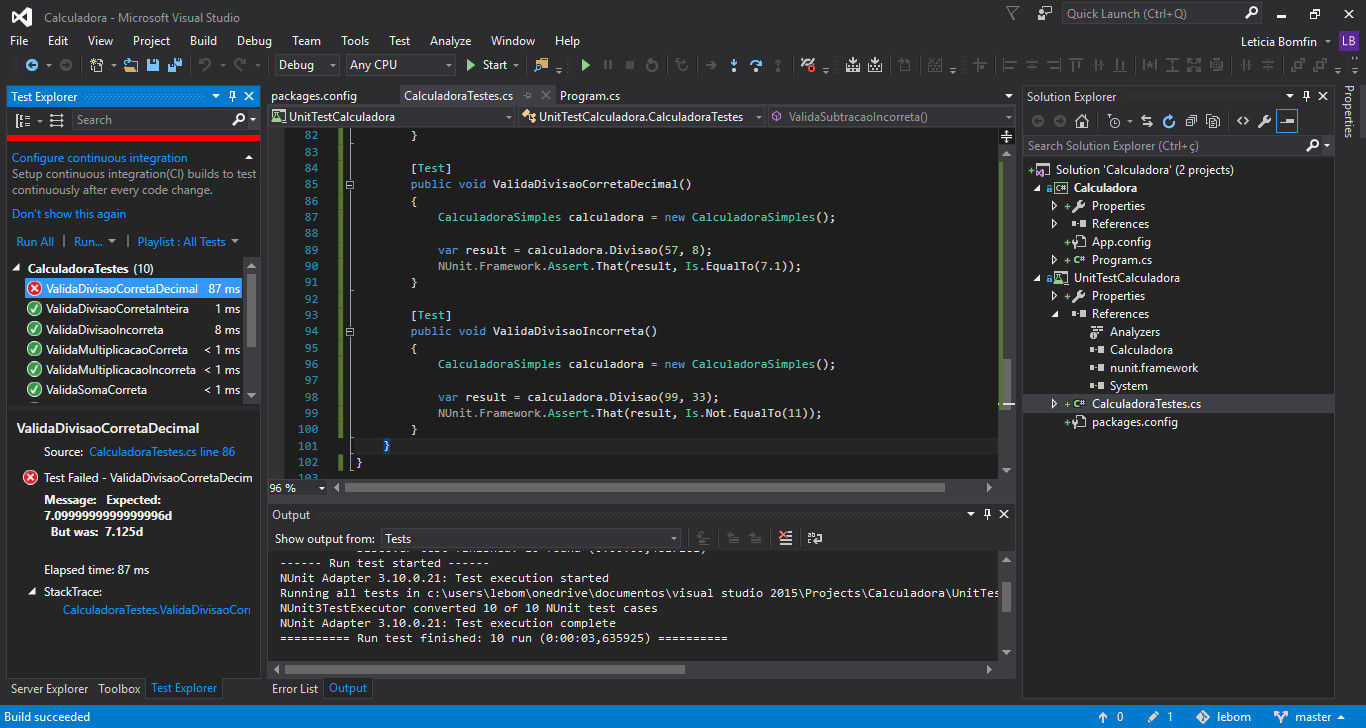 Calculadora - Microsoft Visual Studio
Quick Launch (Ctrl+Q)
File Edit View Project Build Debug Team Tools Test Analyze Window Help
Leticia Bomfin LB
Debug Any CPU Start
Test Explorer
Search
Configure continuous integration
Setup continuous integration(CI) builds to test
continuously after every code change.
Don't show this again
Run All | Run... | Playlist : All Tests
CalculadoraTestes (10)
ValidaDivisaoCorretaDecimal 87 ms
ValidaDivisaoCorretaInteira 1 ms
ValidaDivisaoIncorreta 8 ms
ValidaMultiplicacaoCorreta < 1 ms
ValidaMultiplicacaoIncorreta < 1 ms
ValidaSomaCorreta < 1 ms
ValidaDivisaoCorretaDecimal
Source: CalculadoraTestes.cs line 86
Test Failed - ValidaDivisaoCorretaDecim
Message: Expected:
7.0999999999999996d
But was: 7.125d
Elapsed time: 87 ms
StackTrace:
CalculadoraTestes.ValidaDivisaoCorr
Server Explorer Toolbox Test Explorer
packages.config CalculadoraTestes.cs Program.cs
UnitTestCalculadora UnitTestCalculadora.CalculadoraTestes ValidaSubtracaoIncorreta()
82 }
83
84 [Test]
85 public void ValidaDivisaoCorretaDecimal()
86 {
87 CalculadoraSimples calculadora = new CalculadoraSimples();
88
89 var result = calculadora.Divisao(57, 8);
90 NUnit.Framework.Assert.That(result, Is.EqualTo(7.1));
91 }
92
93 [Test]
94 public void ValidaDivisaoIncorreta()
95 {
96 CalculadoraSimples calculadora = new CalculadoraSimples();
97
98 var result = calculadora.Divisao(99, 33);
99 NUnit.Framework.Assert.That(result, Is.Not.EqualTo(11));
100 }
101 }
102 }
103
96 %
Output
Show output from: Tests
------ Run test started ------
NUnit Adapter 3.10.0.21: Test execution started
Running all tests in c:\users\lebom\onedrive\documentos\visual studio 2015\Projects\Calculadora\UnitTes
NUnit3TestExecutor converted 10 of 10 NUnit test cases
NUnit Adapter 3.10.0.21: Test execution complete
========== Run test finished: 10 run (0:00:03,635925) ==========
Error List Output
Solution Explorer
Search Solution Explorer (Ctrl+ç)
Solution 'Calculadora' (2 projects)
Calculadora
Properties
References
App.config
Program.cs
UnitTestCalculadora
Properties
References
Analyzers
Calculadora
nunit.framework
System
CalculadoraTestes.cs
packages.config
Properties
Build succeeded
0 1 lebom master